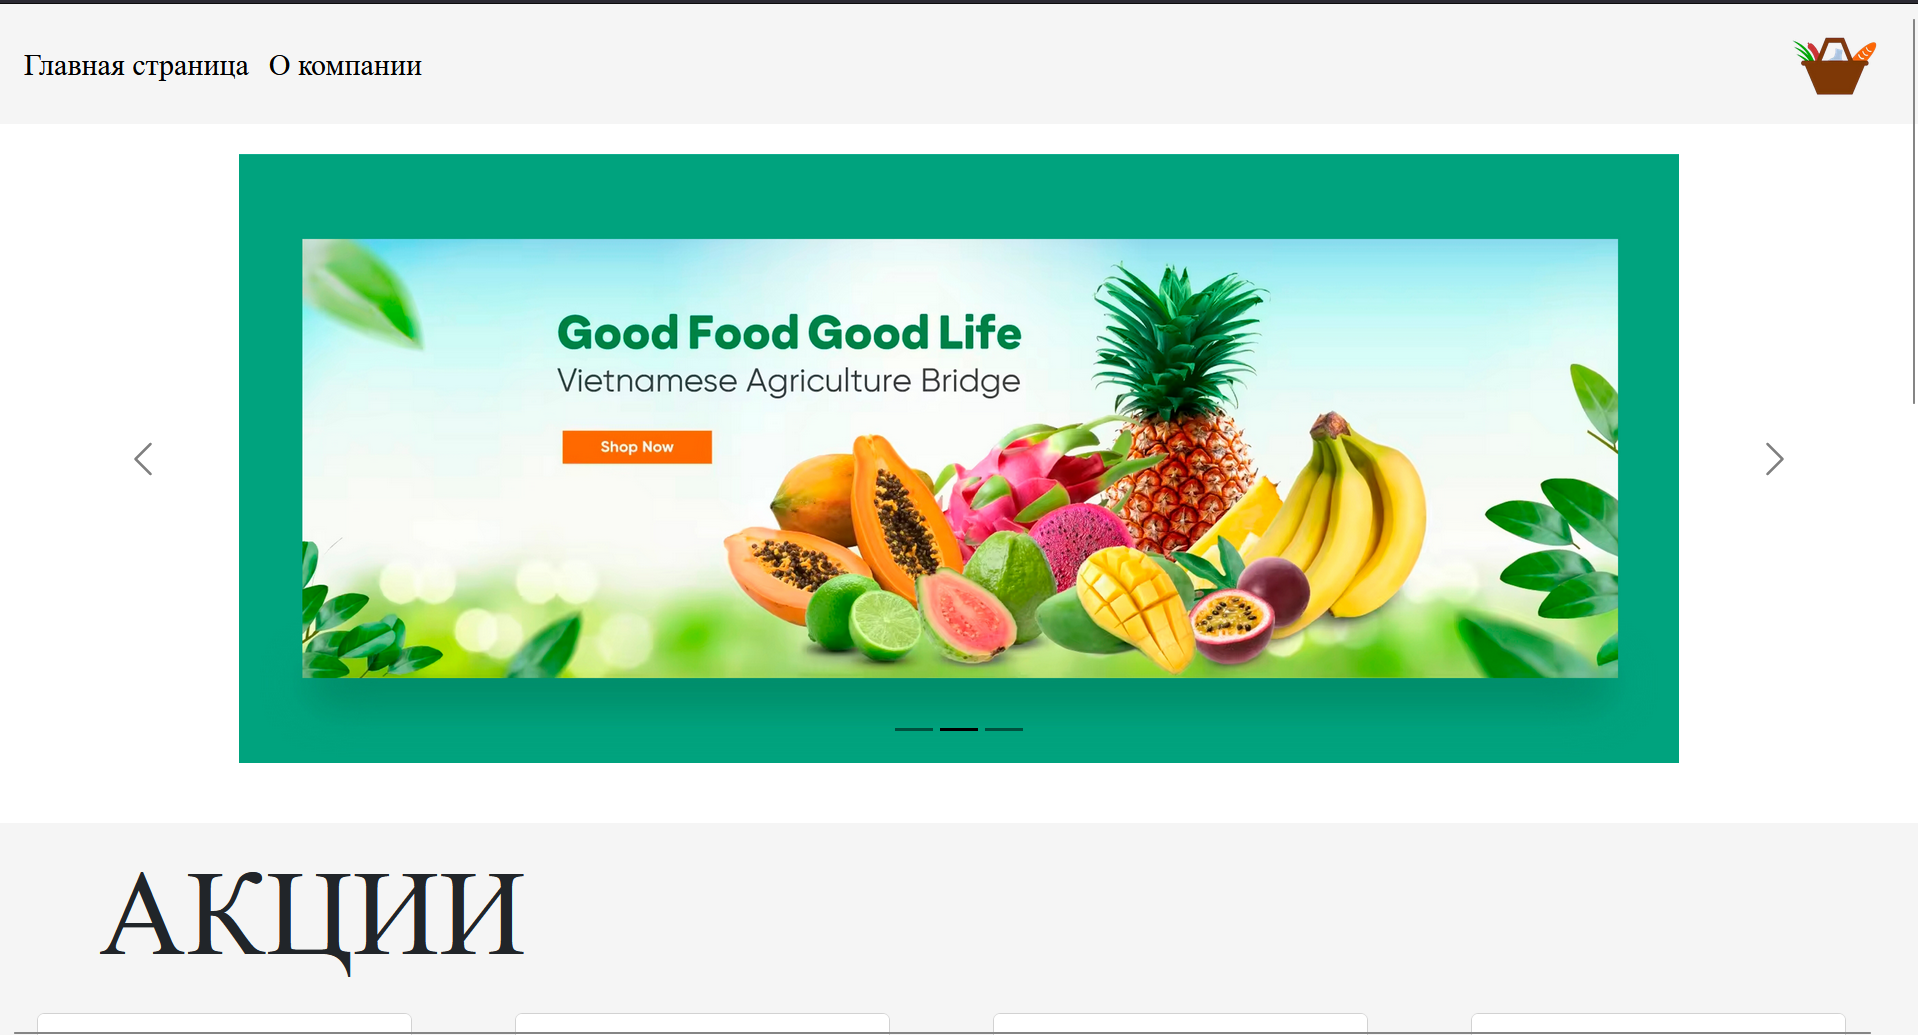 Главная страница О компании
Good Food Good Life
Vietnamese Agriculture Bridge
Shop Now
АКЦИИ